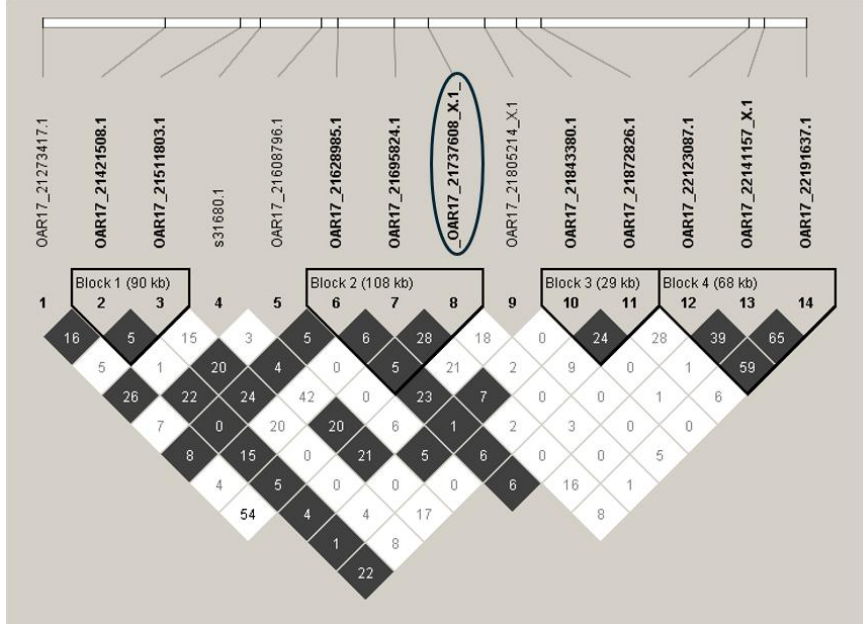 OAR17_21273417.1
OAR17_21421508.1
OAR17_21511803.1
s31680.1
OAR17_21608796.1
OAR17_21628985.1
OAR17_21695824.1
_OAR17_21737608_X.1_
OAR17_21805214_X.1
OAR17_21843380.1
OAR17_21872826.1
OAR17_22123087.1
OAR17_22141157_X.1
OAR17_22191637.1
Block 1 (90 kb) Block 2 (108 kb) Block 3 (29 kb) Block 4 (68 kb)
1 2 3 4 5 6 7 8 9 10 11 12 13 14
16 5 15 3 5 6 28 18 0 24 28 39 65
5 1 20 4 0 5 21 2 9 0 1 59
26 22 24 42 0 23 7 0 0 1 6
7 0 20 20 6 1 2 3 0 0
8 15 0 21 5 6 0 0 5
4 5 0 0 0 6 16 1
54 4 4 17 8
1 8
22